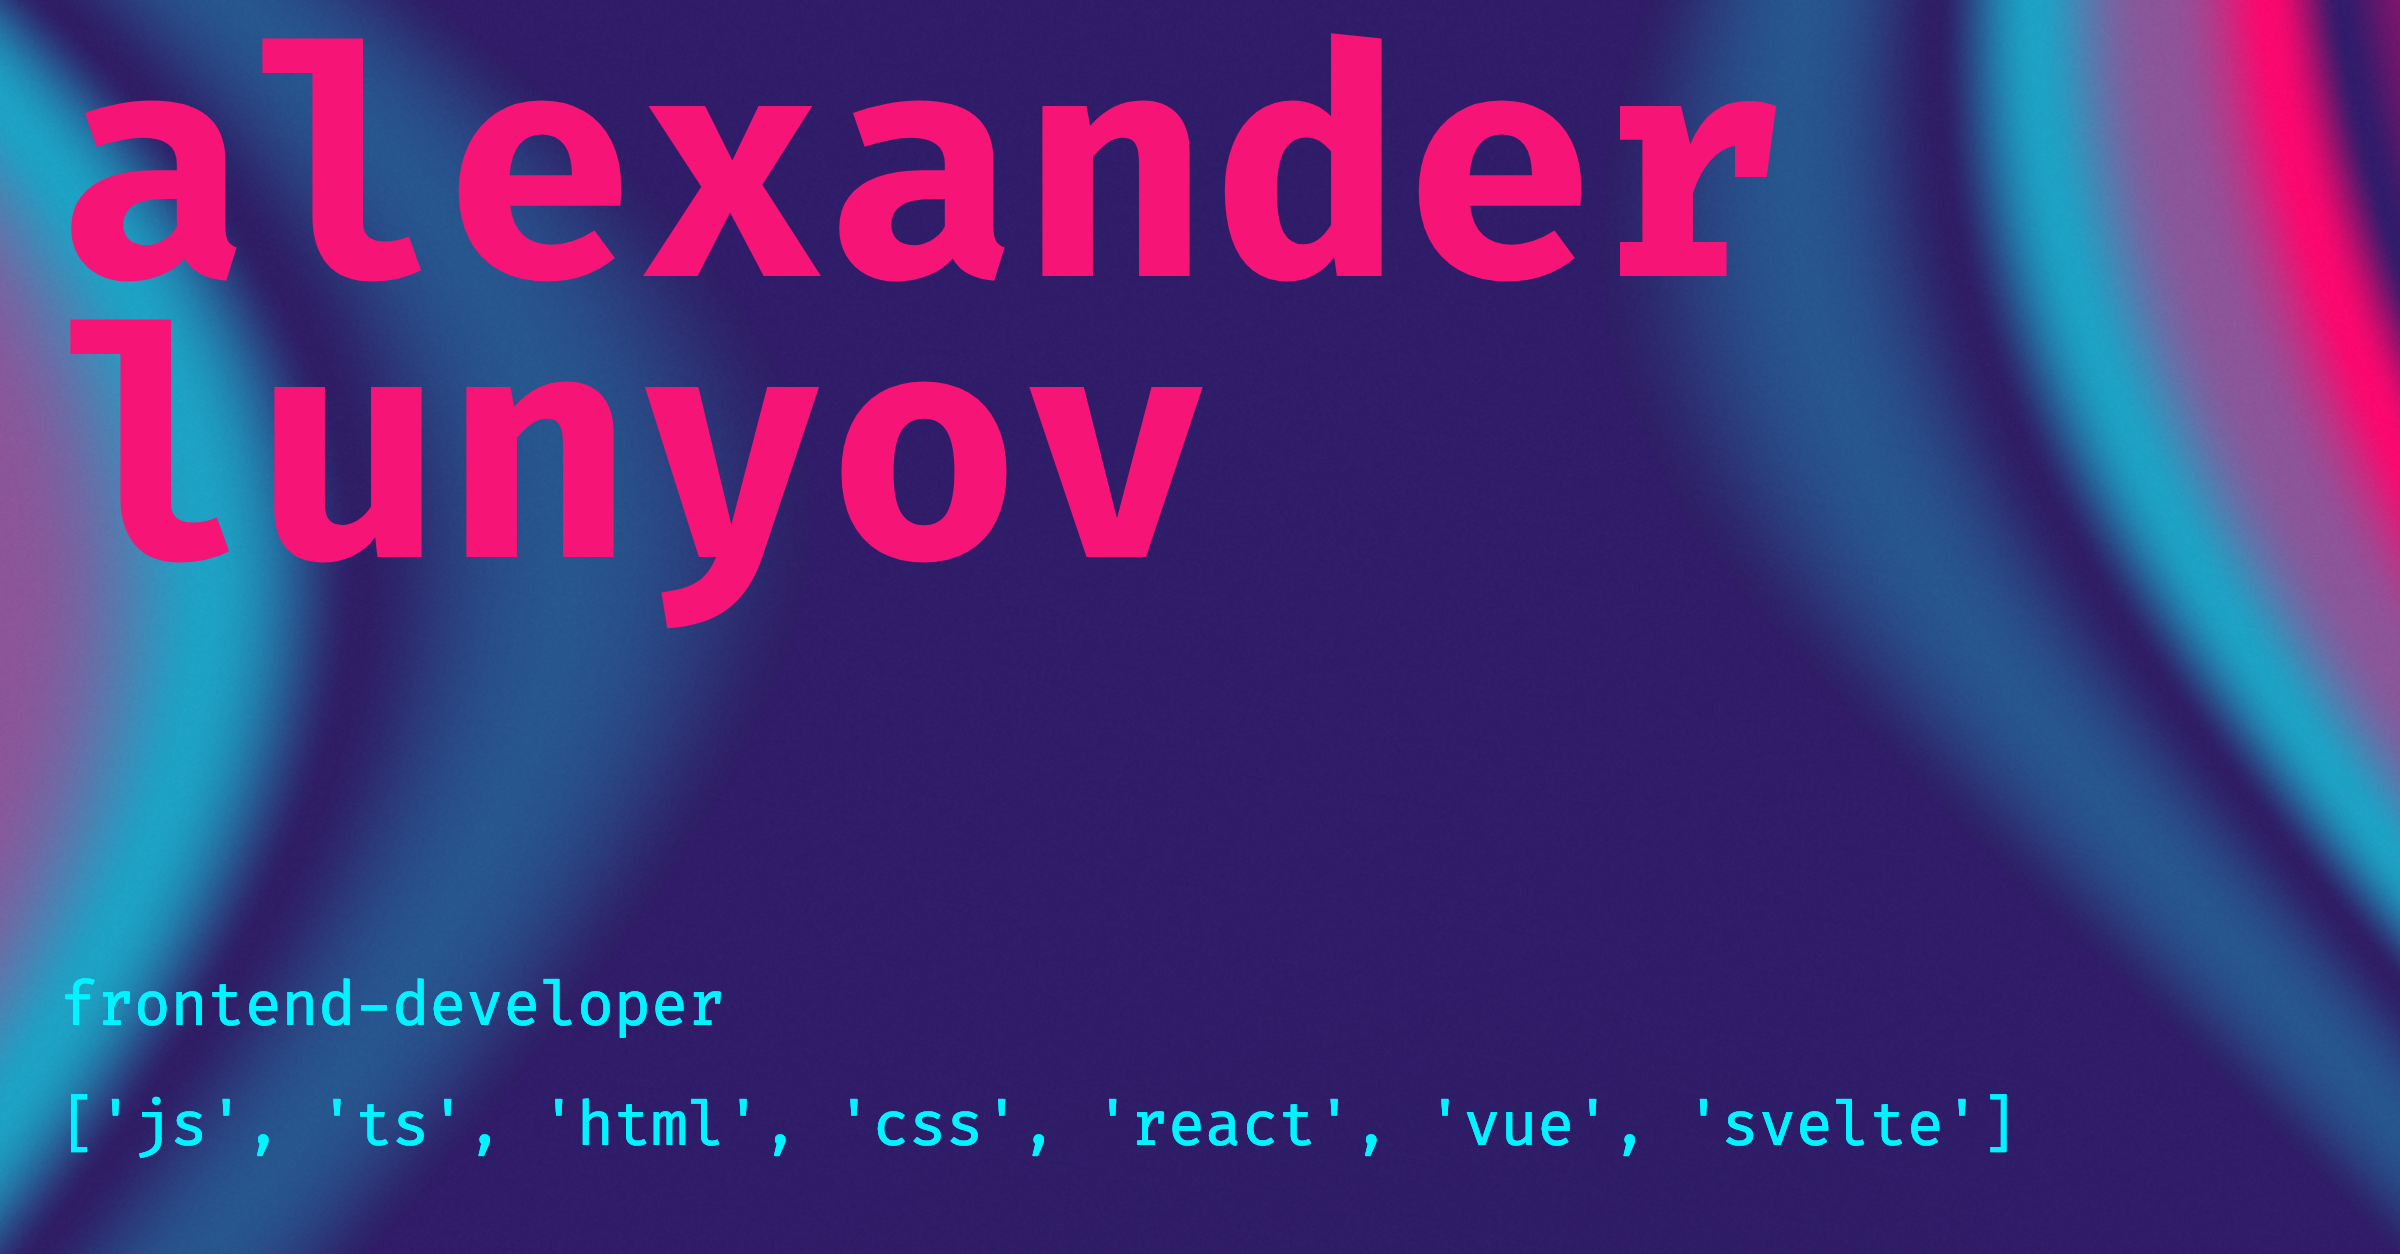 alexander
lunyov
frontend-developer
['js', 'ts', 'html', 'css', 'react', 'vue', 'svelte']